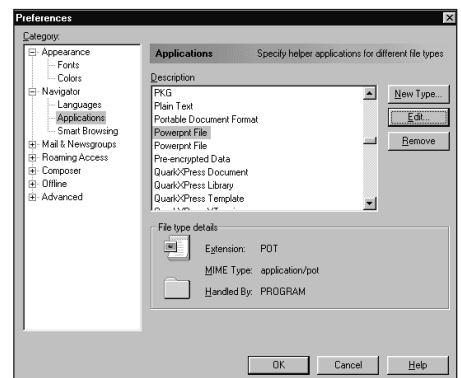 Preferences
Category:
Appearance
Fonts
Colors
Navigator
Languages
Applications
Smart Browsing
Mail & Newsgroups
Roaming Access
Composer
Offline
Advanced
Applications Specify helper applications for different file types
Description
PKG
Plain Text
Portable Document Format
Powerpnt File
Powerpnt File
Pre-encrypted Data
QuarkXPress Document
QuarkXPress Library
QuarkXPress Template
New Type...
Edit...
Remove
File type details
Extension: POT
MIME Type: application/pot
Handled By: PROGRAM
OK Cancel Help